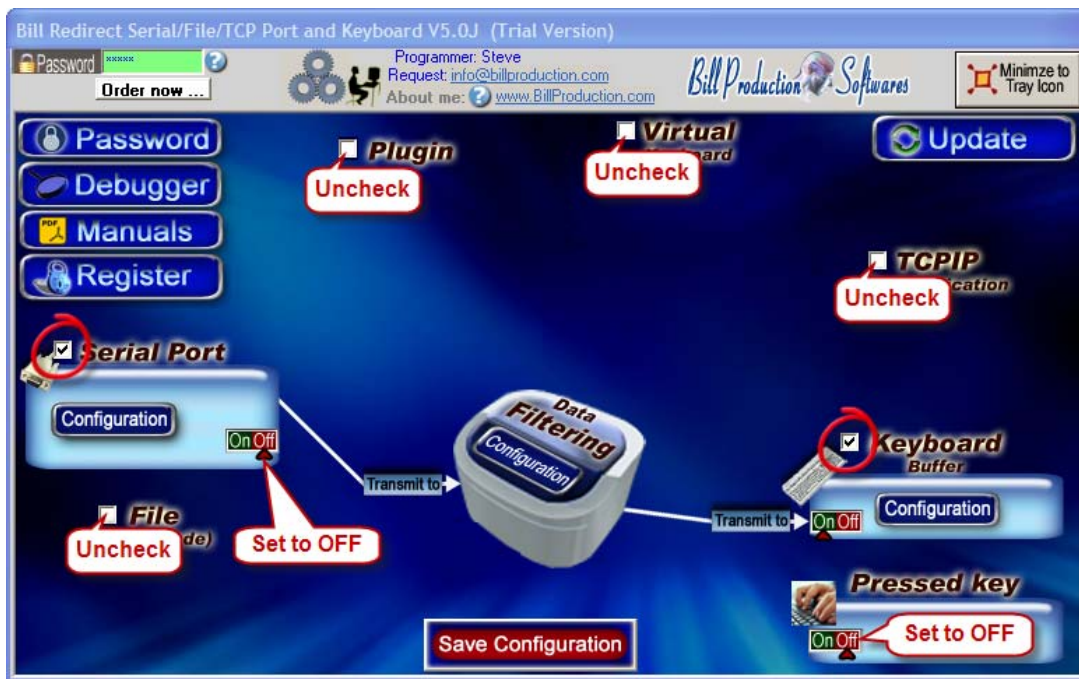 Bill Redirect Serial/File/TCP Port and Keyboard V5.0J (Trial Version)
Password ***** ?
Order now ...
Programmer: Steve
Request: info@billproduction.com
About me: ? www.BillProduction.com
Bill Production Softwares
Minimze to
Tray Icon
Password
Debugger
PDF
Manuals
Register
Plugin
Uncheck
Virtual
Uncheck
Update
TCPIP
Uncheck
Serial Port
Configuration
On Off
Set to OFF
File
Uncheck
Transmit to
Data
Filtering
Configuration
Transmit to
Keyboard
Buffer
Configuration
On Off
Pressed key
On Off
Set to OFF
Save Configuration